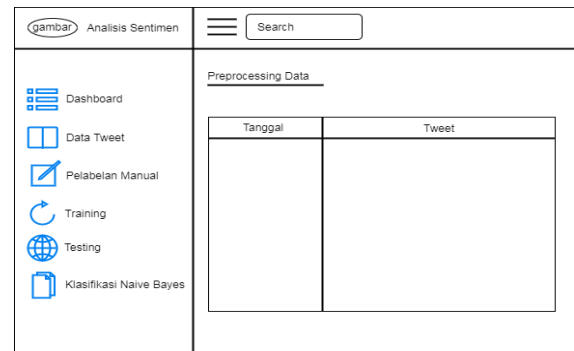 gambar Analisis Sentimen
Search
Dashboard
Data Tweet
Pelabelan Manual
Training
Testing
Klasifikasi Naive Bayes
Preprocessing Data
Tanggal Tweet